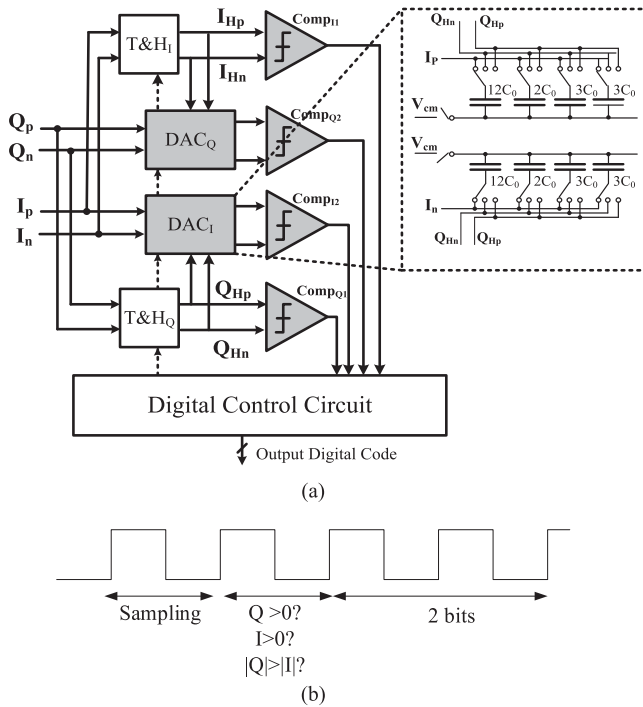 I_Hp
Comp_I1
T&H_I
I_Hn
Q_p
Q_n
DAC_Q
Comp_Q2
I_p
I_n
DAC_I
Comp_I2
Q_Hp
T&H_Q
Comp_Q1
Q_Hn
Digital Control Circuit
Output Digital Code
Q_Hn Q_Hp
I_P
12C_0 2C_0 3C_0 3C_0
V_cm
V_cm
12C_0 2C_0 3C_0 3C_0
I_n
Q_Hn Q_Hp
(a)
Sampling
Q >0?
I>0?
|Q|>|I|?
2 bits
(b)